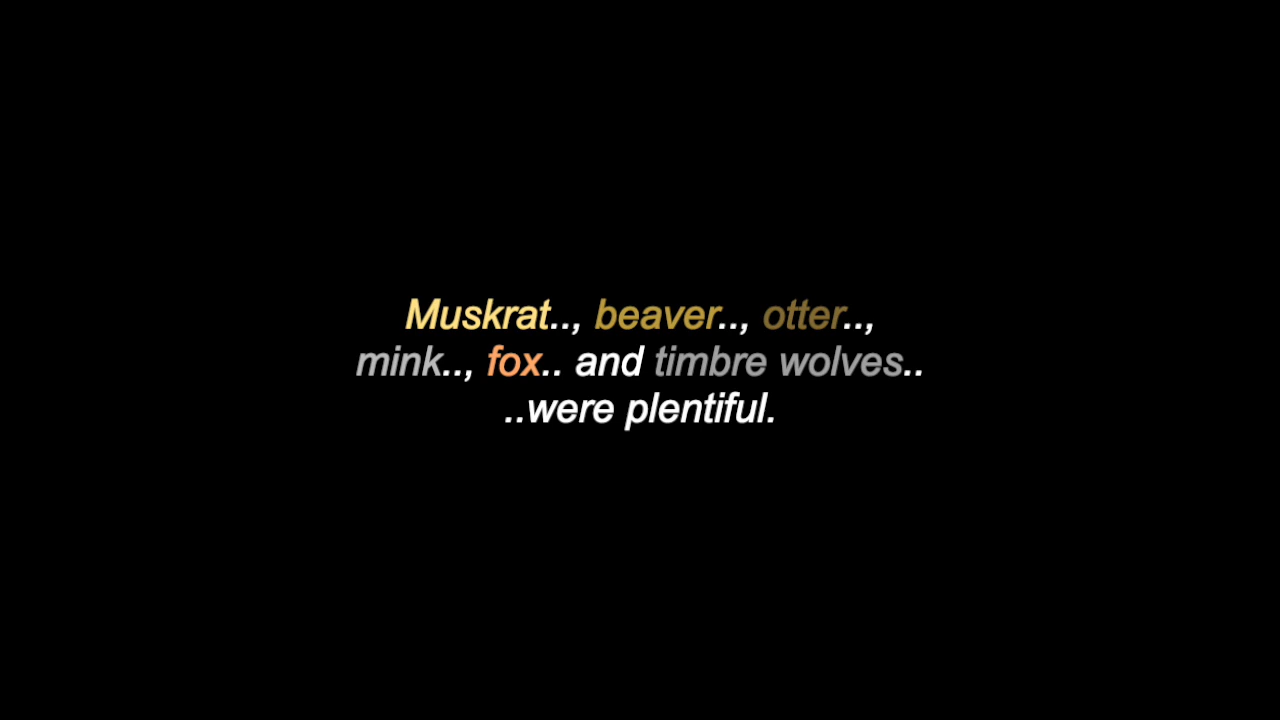 Muskrat.., beaver.., otter..,
mink.., fox.. and timbre wolves..
..were plentiful.